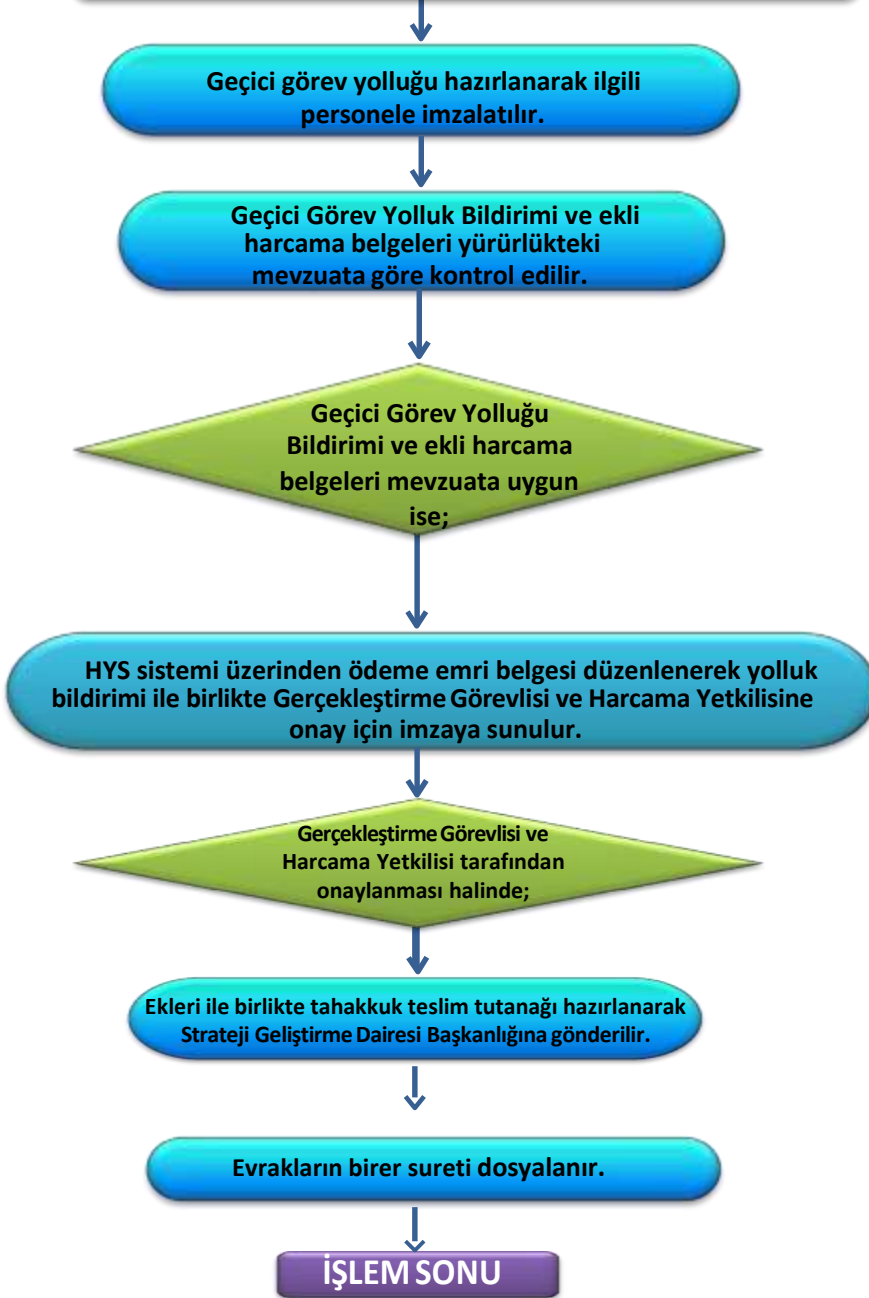 Geçici görev yolluğu hazırlanarak ilgili
personele imzalatılır.
Geçici Görev Yolluk Bildirimi ve ekli
harcama belgeleri yürürlükteki
mevzuata göre kontrol edilir.
Geçici Görev Yolluğu
Bildirimi ve ekli harcama
belgeleri mevzuata uygun
ise;
HYS sistemi üzerinden ödeme emri belgesi düzenlenerek yolluk
bildirimi ile birlikte Gerçekleştirme Görevlisi ve Harcama Yetkilisine
onay için imzaya sunulur.
Gerçekleştirme Görevlisi ve
Harcama Yetkilisi tarafından
onaylanması halinde;
Ekleri ile birlikte tahakkuk teslim tutanağı hazırlanarak
Strateji Geliştirme Dairesi Başkanlığına gönderilir.
Evrakların birer sureti dosyalanır.
İŞLEM SONU